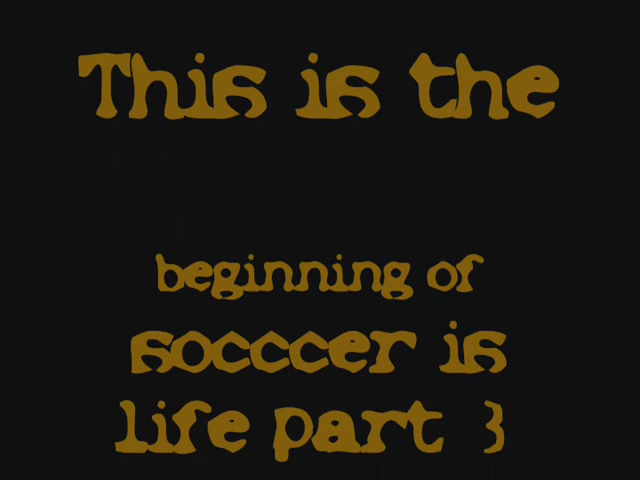 This is the
beginning of
socccer is
life part 3